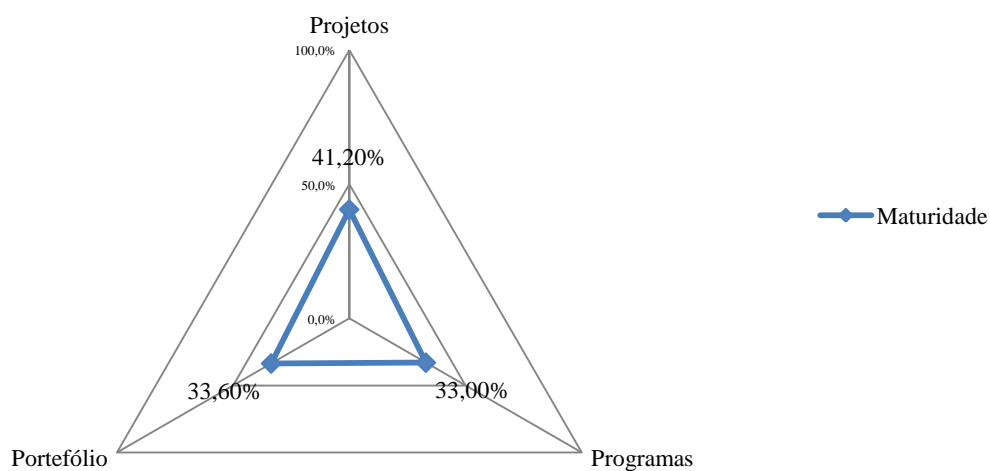 Projetos
100,0%
41,20%
50,0%
Maturidade
0,0%
33,60%
33,00%
Portefólio
Programas